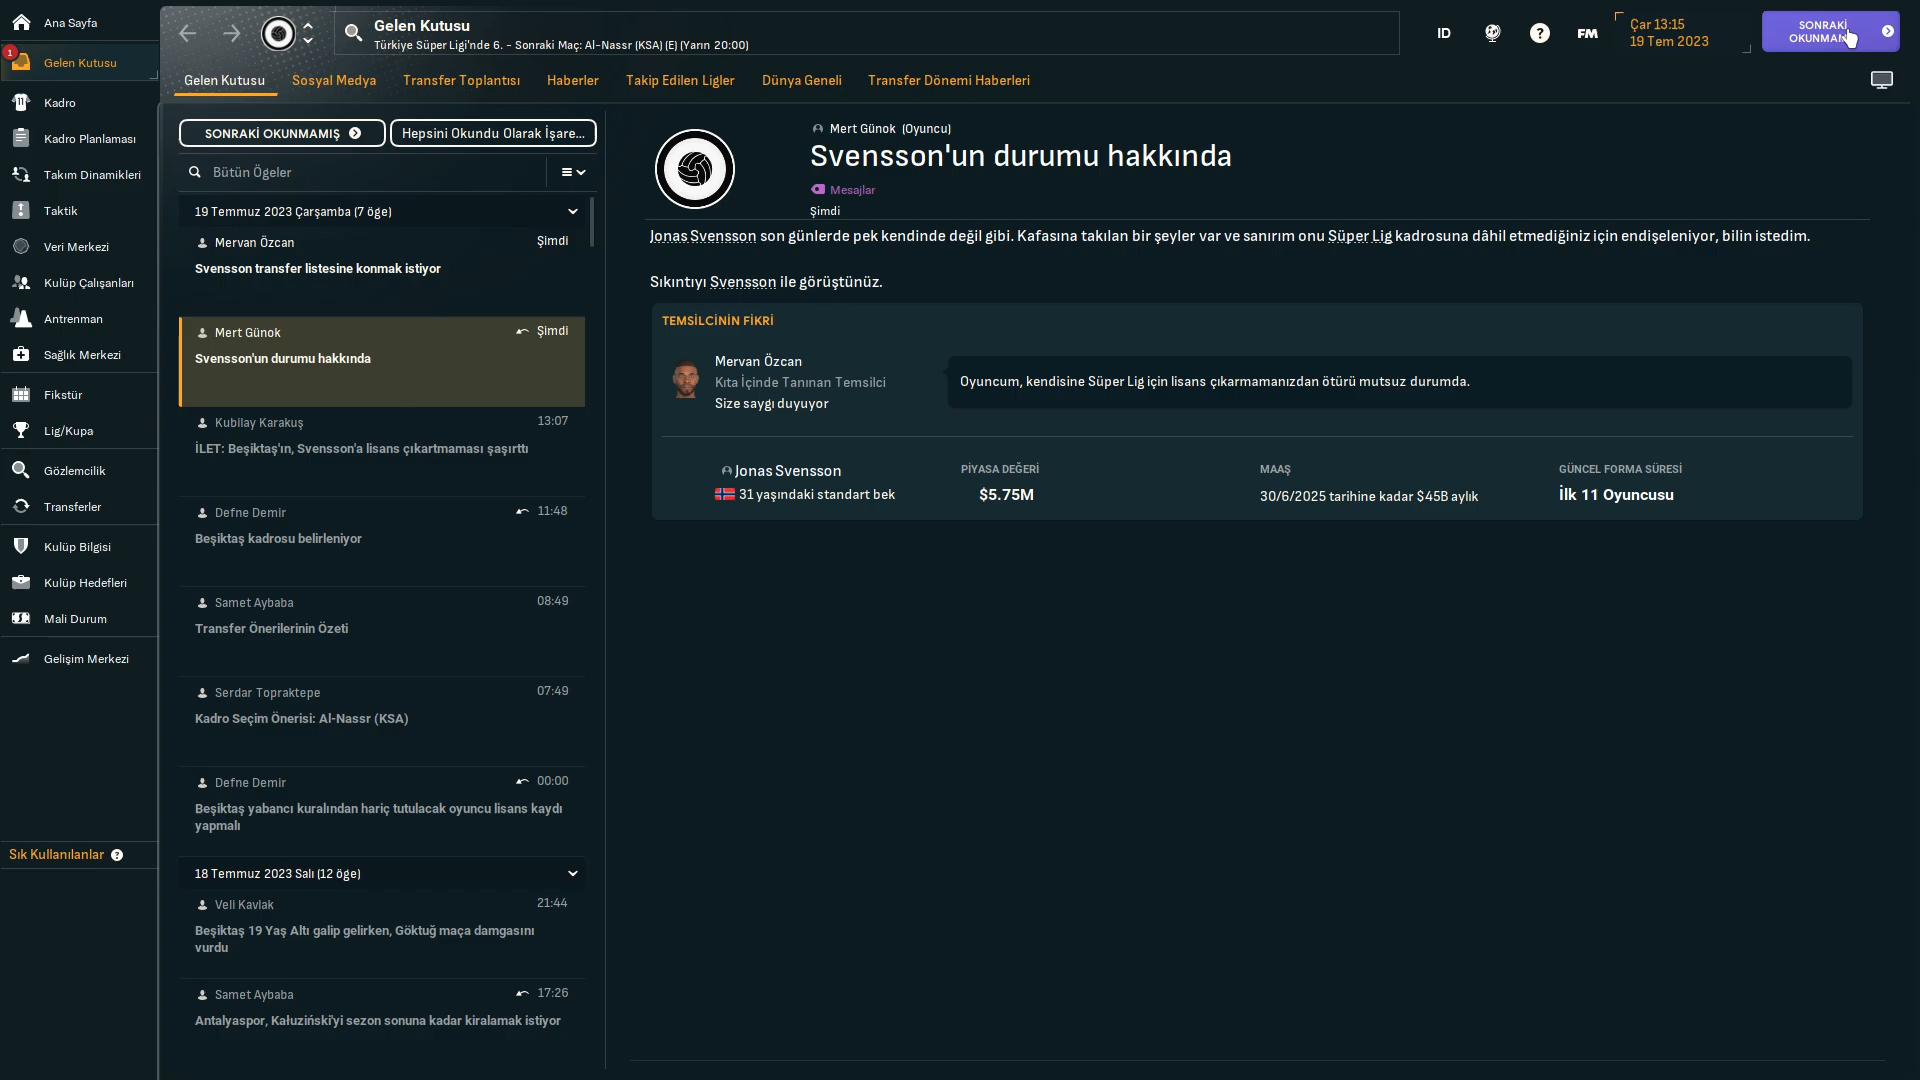 Ana Sayfa
1
Gelen Kutusu
Kadro
Kadro Planlaması
Takım Dinamikleri
Taktik
Veri Merkezi
Kulüp Çalışanları
Antrenman
Sağlık Merkezi
Fikstür
Lig/Kupa
Gözlemcilik
Transferler
Kulüp Bilgisi
Kulüp Hedefleri
Mali Durum
Gelişim Merkezi
Sık Kullanılanlar ?
Gelen Kutusu
Türkiye Süper Ligi'nde 6. - Sonraki Maç: Al-Nassr (KSA) (E) (Yarın 20:00)
ID
?
FM
Çar 13:15
19 Tem 2023
SONRAKİ
Gelen Kutusu Sosyal Medya Transfer Toplantısı Haberler Takip Edilen Ligler Dünya Geneli Transfer Dönemi Haberleri
SONRAKİ OKUNMAMIŞ
Hepsini Okundu Olarak İşare...
Bütün Ögeler
19 Temmuz 2023 Çarşamba (7 öge)
Mervan Özcan Şimdi
Svensson transfer listesine konmak istiyor
Mert Günok Şimdi
Svensson'un durumu hakkında
Kubilay Karakuş 13:07
İLET: Beşiktaş'ın, Svensson'a lisans çıkartmaması şaşırttı
Defne Demir 11:48
Beşiktaş kadrosu belirleniyor
Samet Aybaba 08:49
Transfer Önerilerinin Özeti
Serdar Topraktepe 07:49
Kadro Seçim Önerisi: Al-Nassr (KSA)
Defne Demir 00:00
Beşiktaş yabancı kuralından hariç tutulacak oyuncu lisans kaydı
yapmalı
18 Temmuz 2023 Salı (12 öge)
Veli Kavlak 21:44
Beşiktaş 19 Yaş Altı galip gelirken, Göktuğ maça damgasını
vurdu
Samet Aybaba 17:26
Antalyaspor, Kałuziński'yi sezon sonuna kadar kiralamak istiyor
Mert Günok (Oyuncu)
Svensson'un durumu hakkında
Mesajlar
Şimdi
Jonas Svensson son günlerde pek kendinde değil gibi. Kafasına takılan bir şeyler var ve sanırım onu Süper Lig kadrosuna dâhil etmediğiniz için endişeleniyor, bilin istedim.
Sıkıntıyı Svensson ile görüştünüz.
TEMSİLCİNİN FİKRİ
Mervan Özcan
Kıta İçinde Tanınan Temsilci
Size saygı duyuyor
Oyuncum, kendisine Süper Lig için lisans çıkarmamanızdan ötürü mutsuz durumda.
Jonas Svensson
31 yaşındaki standart bek
PİYASA DEĞERİ
$5.75M
MAAŞ
30/6/2025 tarihine kadar $45B aylık
GÜNCEL FORMA SÜRESİ
İlk 11 Oyuncusu